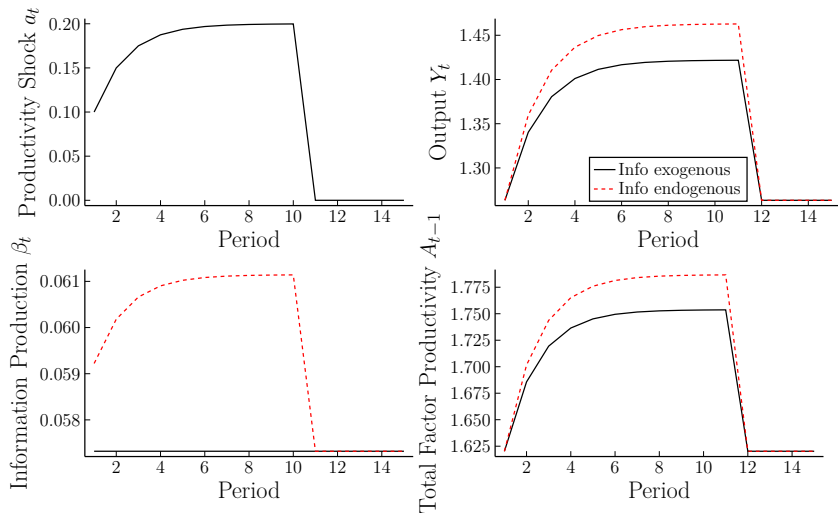 Productivity Shock a_t
0.20
0.15
0.10
0.05
0.00
2 4 6 8 10 12 14
Period
Output Y_t
1.45
1.40
1.35
1.30
Info exogenous
Info endogenous
2 4 6 8 10 12 14
Period
Information Production β_t
0.061
0.060
0.059
0.058
2 4 6 8 10 12 14
Period
Total Factor Productivity A_{t−1}
1.775
1.750
1.725
1.700
1.675
1.650
1.625
2 4 6 8 10 12 14
Period